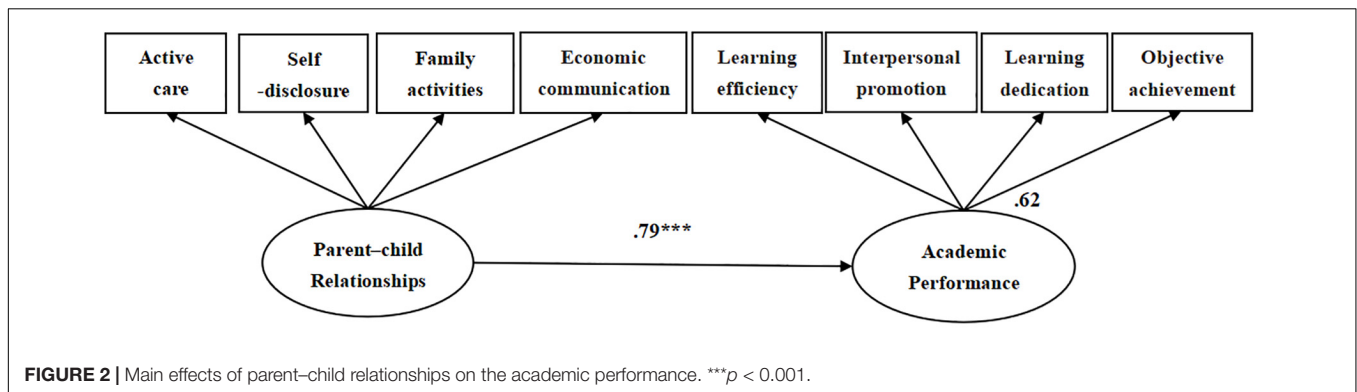 Active
care
Self
-disclosure
Family
activities
Economic
communication
Learning
efficiency
Interpersonal
promotion
Learning
dedication
Objective
achievement
.62
.79***
Parent–child
Relationships
Academic
Performance
FIGURE 2 | Main effects of parent–child relationships on the academic performance. ***p < 0.001.